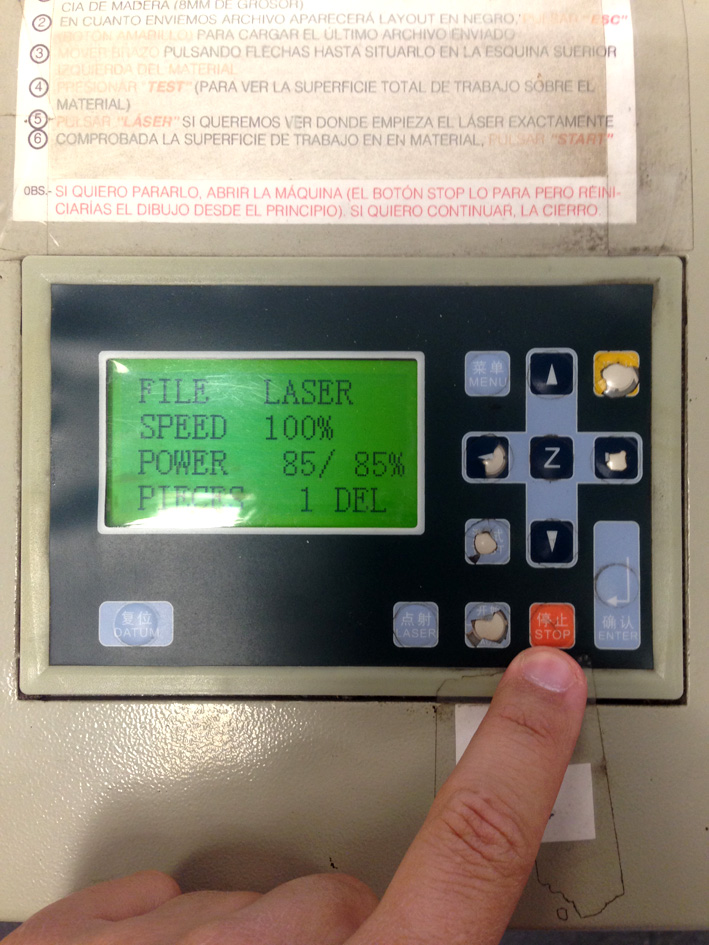 CIA DE MADERA (8MM DE GROSOR)
2 EN CUANTO ENVIEMOS ARCHIVO APARECERÁ LAYOUT EN NEGRO, PULSAR "ESC"
(BOTÓN AMARILLO) PARA CARGAR EL ÚLTIMO ARCHIVO ENVIADO
3 MOVER BRAZO PULSANDO FLECHAS HASTA SITUARLO EN LA ESQUINA SUERIOR
IZQUIERDA DEL MATERIAL
4 PRESIONAR "TEST" (PARA VER LA SUPERFICIE TOTAL DE TRABAJO SOBRE EL
MATERIAL)
5 PULSAR "LÁSER" SI QUEREMOS VER DONDE EMPIEZA EL LÁSER EXACTAMENTE
6 COMPROBADA LA SUPERFICIE DE TRABAJO EN EN MATERIAL, PULSAR "START"
OBS.- SI QUIERO PARARLO, ABRIR LA MÁQUINA (EL BOTÓN STOP LO PARA PERO REINI-
CIARÍAS EL DIBUJO DESDE EL PRINCIPIO). SI QUIERO CONTINUAR, LA CIERRO
FILE LASER
SPEED 100%
POWER 85/ 85%
PIECES 1 DEL
菜单
MENU
Z
复位
DATUM
点射
LASER
停止
STOP
确认
ENTER